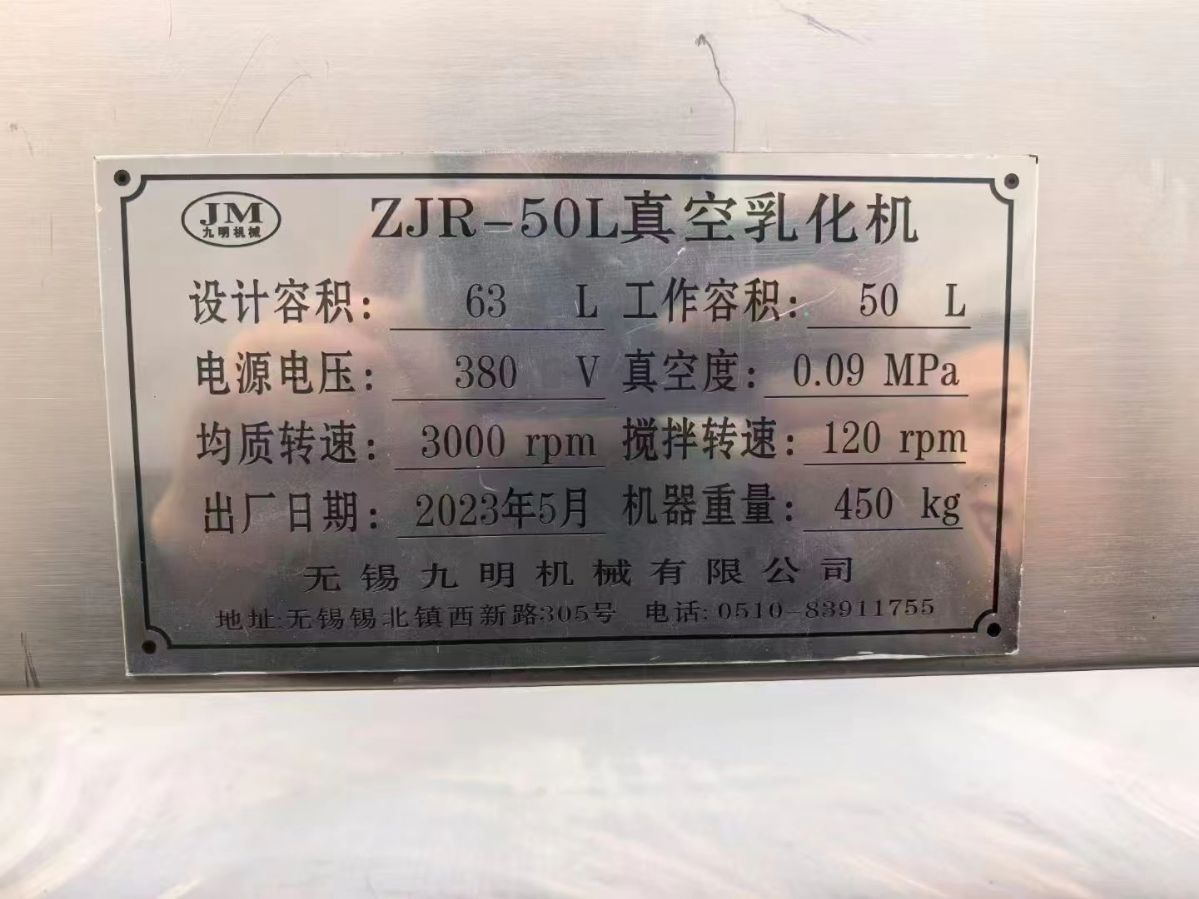 JM
九明机械
ZJR-50L真空乳化机
设计容积: 63 L 工作容积: 50 L
电源电压: 380 V 真空度: 0.09 MPa
均质转速: 3000 rpm 搅拌转速: 120 rpm
出厂日期: 2023年5月 机器重量: 450 kg
无锡九明机械有限公司
地址:无锡锡北镇西新路305号 电话: 0510-83911755